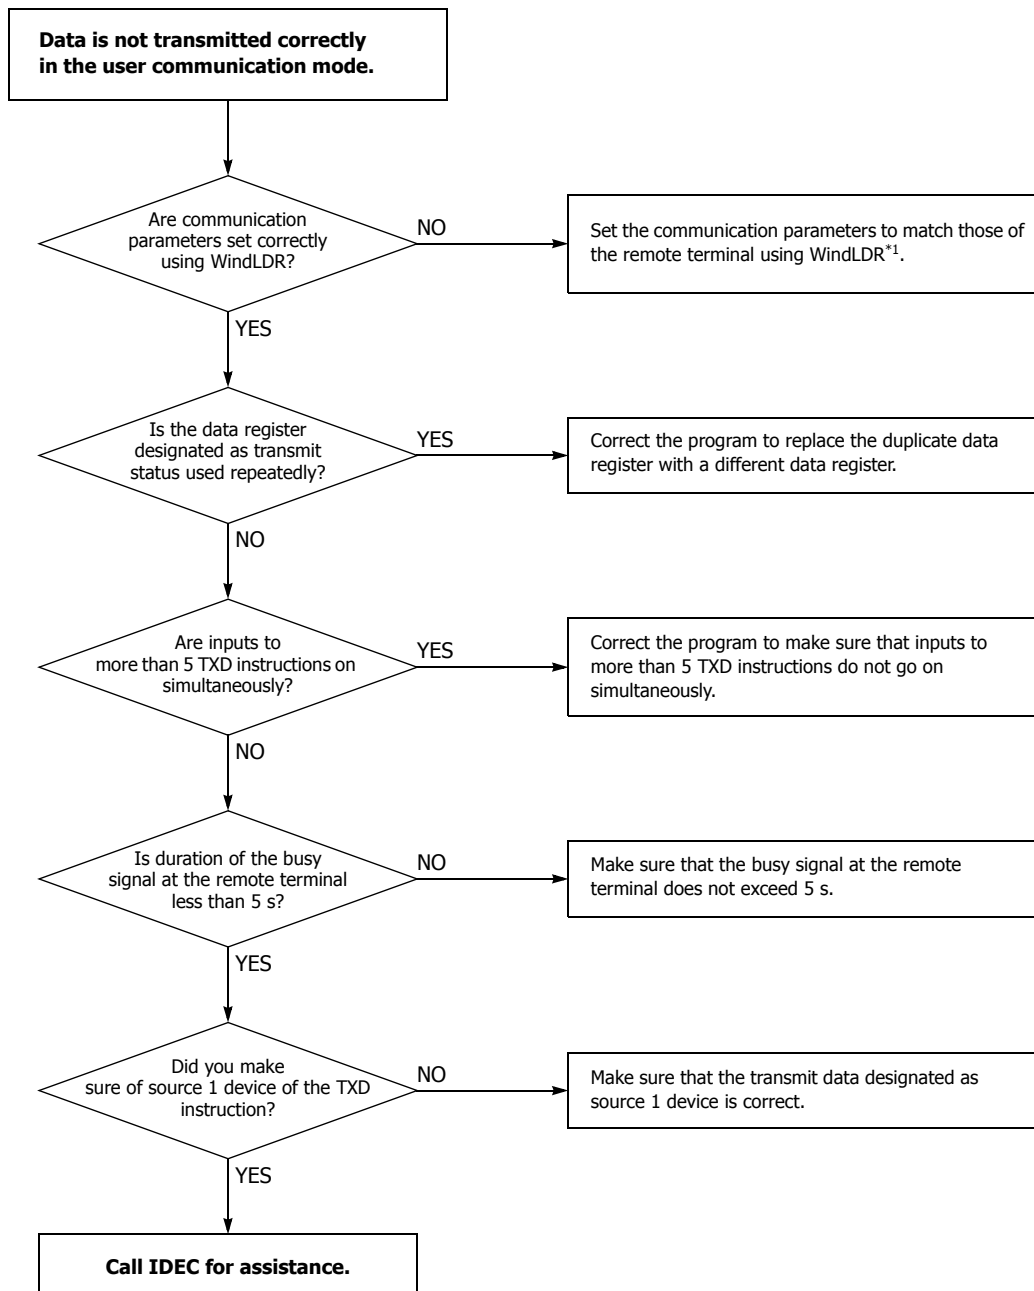 Data is not transmitted correctly
in the user communication mode.
Are communication
parameters set correctly
using WindLDR?
NO
Set the communication parameters to match those of
the remote terminal using WindLDR*1.
YES
Is the data register
designated as transmit
status used repeatedly?
YES
Correct the program to replace the duplicate data
register with a different data register.
NO
Are inputs to
more than 5 TXD instructions on
simultaneously?
YES
Correct the program to make sure that inputs to
more than 5 TXD instructions do not go on
simultaneously.
NO
Is duration of the busy
signal at the remote terminal
less than 5 s?
NO
Make sure that the busy signal at the remote
terminal does not exceed 5 s.
YES
Did you make
sure of source 1 device of the TXD
instruction?
NO
Make sure that the transmit data designated as
source 1 device is correct.
YES
Call IDEC for assistance.